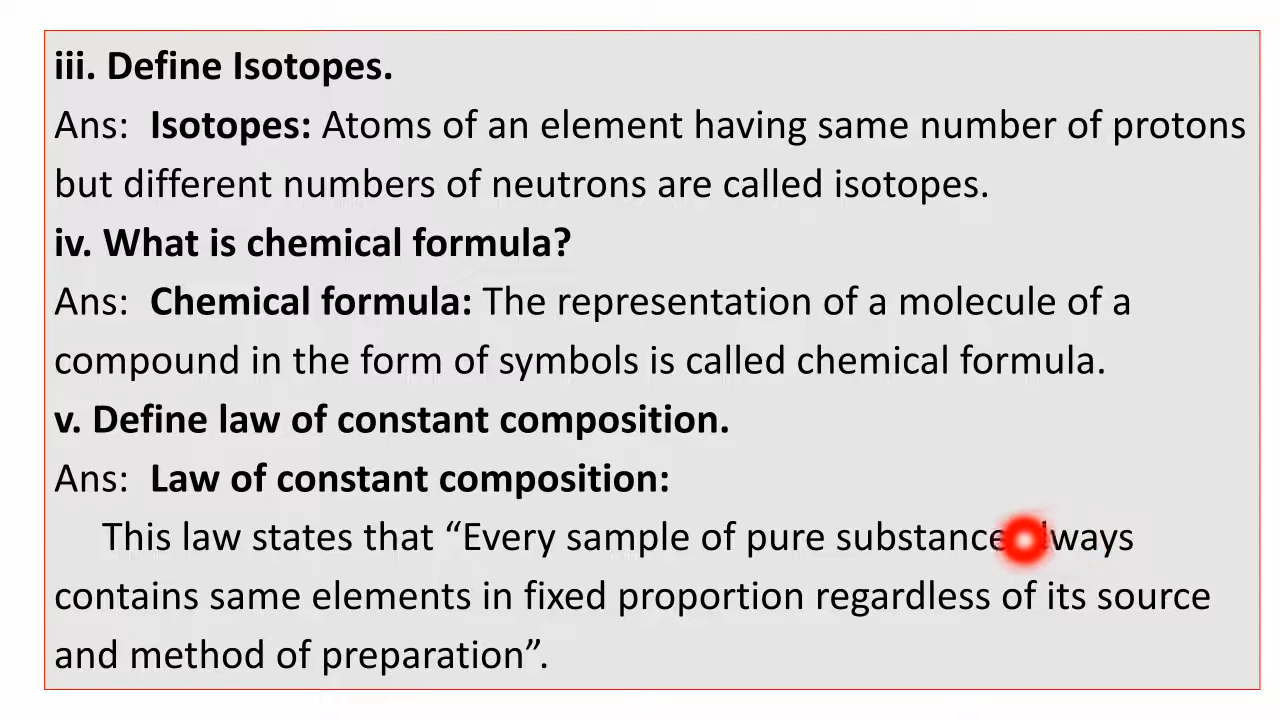 iii. Define Isotopes.
Ans: Isotopes: Atoms of an element having same number of protons
but different numbers of neutrons are called isotopes.
iv. What is chemical formula?
Ans: Chemical formula: The representation of a molecule of a
compound in the form of symbols is called chemical formula.
v. Define law of constant composition.
Ans: Law of constant composition:
This law states that “Every sample of pure substance always
contains same elements in fixed proportion regardless of its source
and method of preparation”.